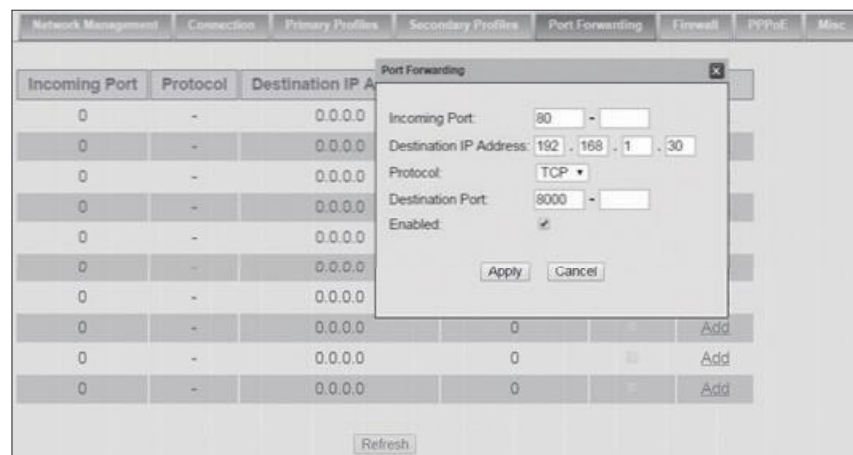 Network Management Connection Primary Profiles Secondary Profiles Port Forwarding Firewall PPPoE Misc
Port Forwarding
Incoming Port Protocol Destination IP A
Incoming Port: 80 -
Destination IP Address: 192 . 168 . 1 . 30
Protocol: TCP
Destination Port: 8000 -
Enabled:
Apply Cancel
0 - 0.0.0.0
0 - 0.0.0.0
0 - 0.0.0.0
0 - 0.0.0.0
0 - 0.0.0.0
0 - 0.0.0.0
0 - 0.0.0.0
0 - 0.0.0.0 0 Add
0 - 0.0.0.0 0 Add
0 - 0.0.0.0 0 Add
Refresh